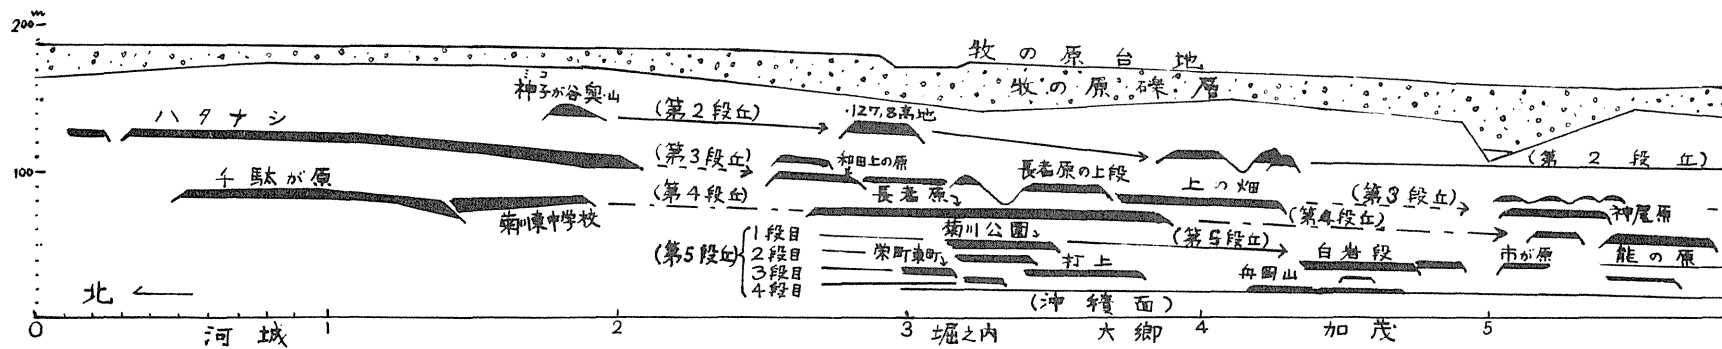 200 m
牧の原台地
牧の原礫層
ミコ
神子が谷奥山
(第2段丘)
・127.8高地
ハタナシ
(第3段丘)
和田上の原
長者原の上段
(第2段丘)
100
千駄が原
(第4段丘)
長者原
上の畑
(第3段丘)
神尾原
菊川東中学校
(第4段丘)
菊川公園
(第5段丘)
(第5段丘)
1段目
2段目
3段目
4段目
栄町東町
打上
白岩段
市が原
能の原
舟岡山
北
(沖積面)
0
河城
1
2
3
堀之内
大郷
4
加茂
5